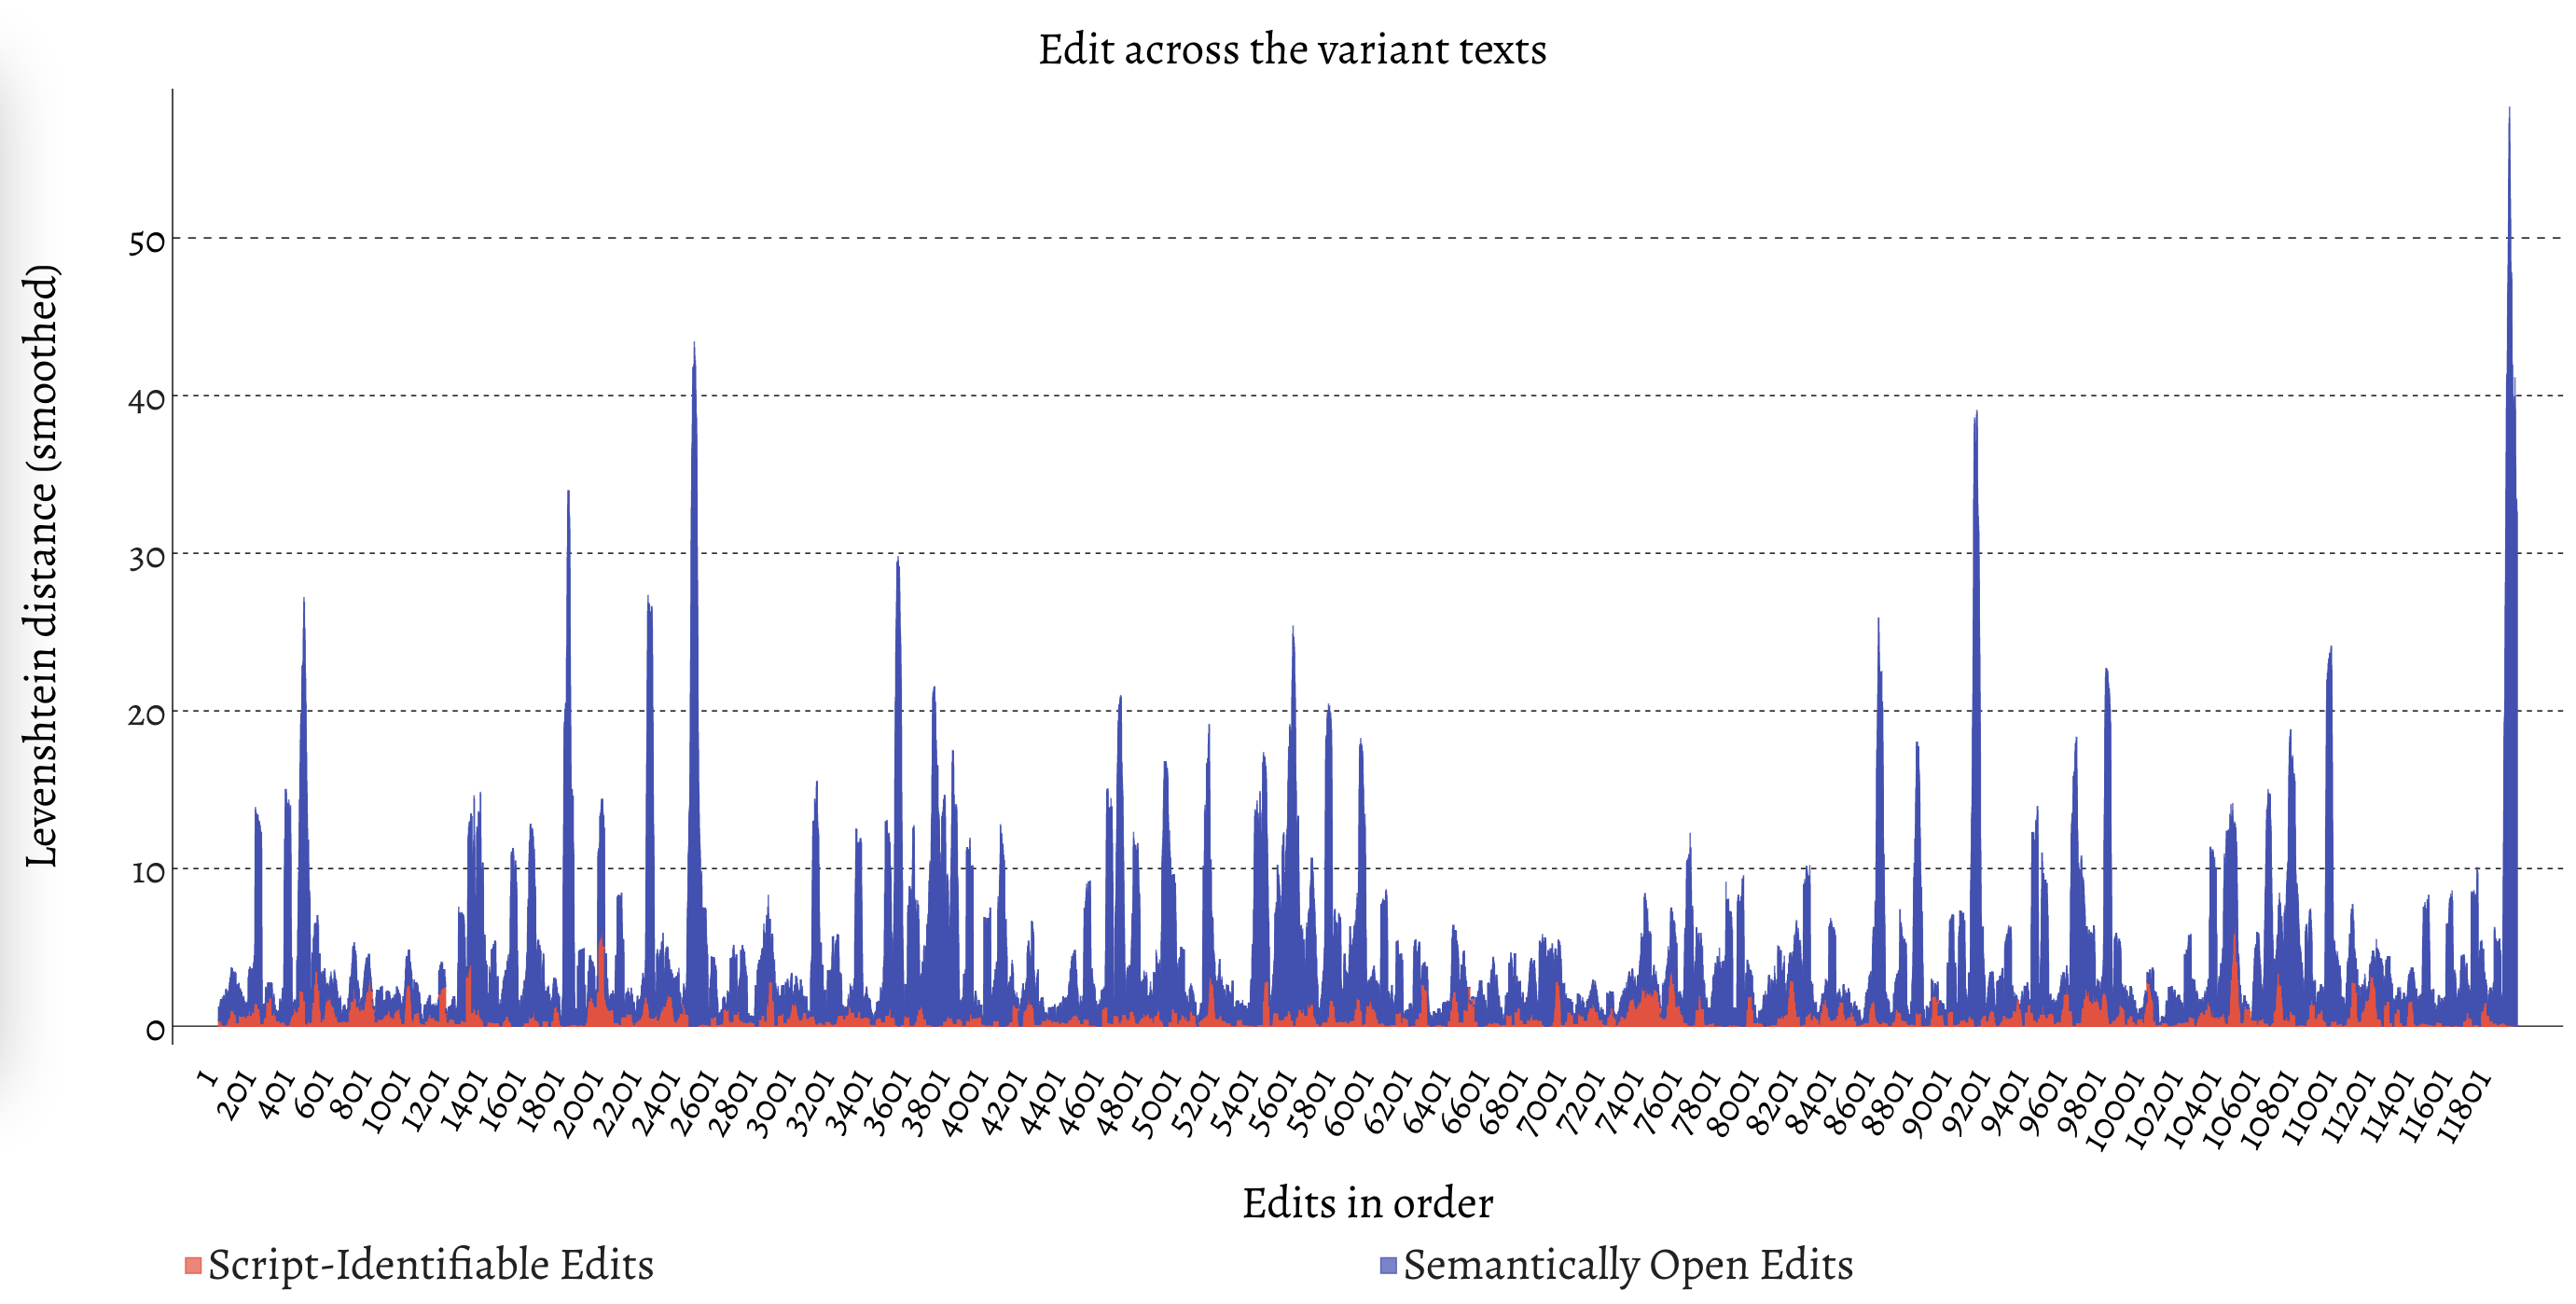 Edit across the variant texts
Levenshtein distance (smoothed)
50
40
30
20
10
0
1 201 401 601 801 1001 1201 1401 1601 1801 2001 2201 2401 2601 2801 3001 3201 3401 3601 3801 4001 4201 4401 4601 4801 5001 5201 5401 5601 5801 6001 6201 6401 6601 6801 7001 7201 7401 7601 7801 8001 8201 8401 8601 8801 9001 9201 9401 9601 9801 10001 10201 10401 10601 10801 11001 11201 11401 11601 11801
Edits in order
Script-Identifiable Edits
Semantically Open Edits